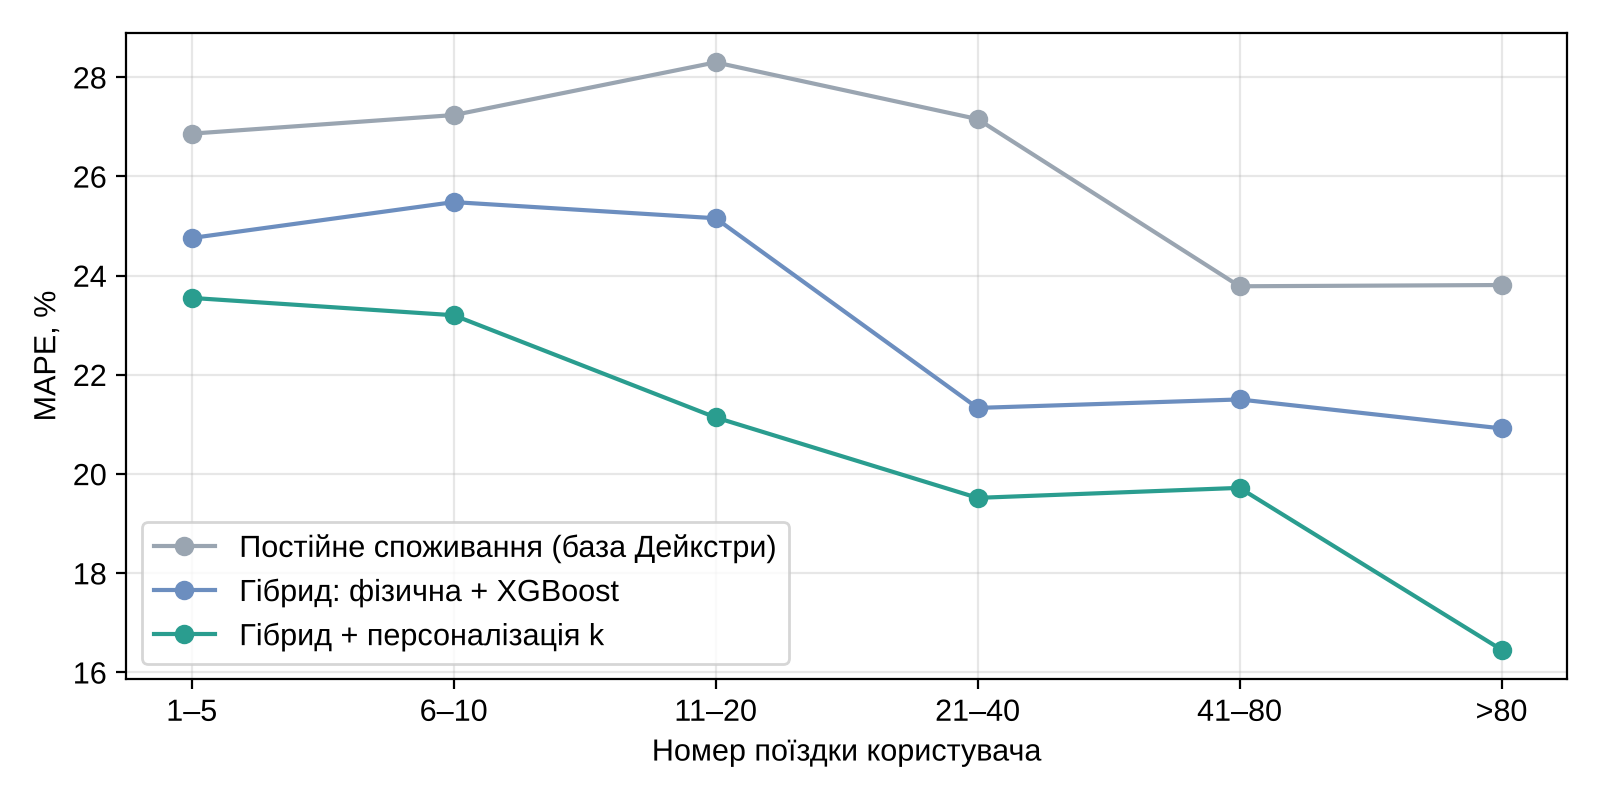 28
26
24
22
20
18
16
MAPE, %
Постійне споживання (база Дейкстри)
Гібрид: фізична + XGBoost
Гібрид + персоналізація k
1–5
6–10
11–20
21–40
41–80
>80
Номер поїздки користувача